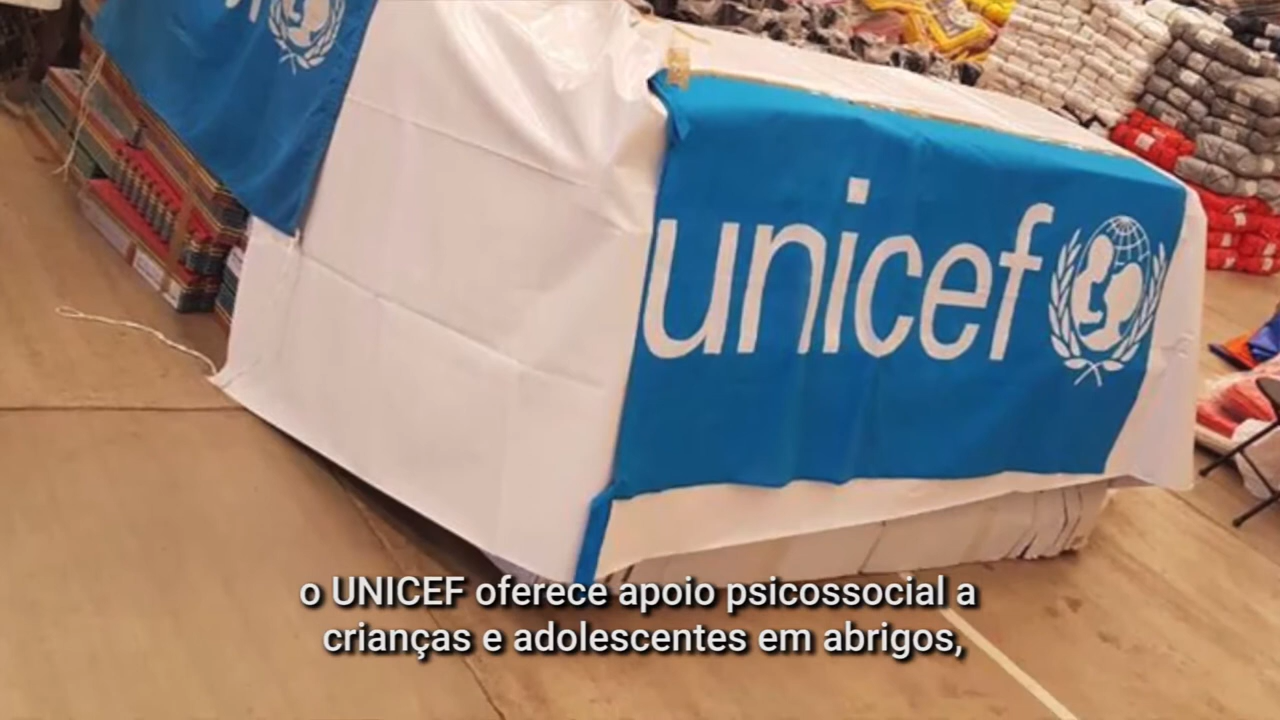 unicef
o UNICEF oferece apoio psicossocial a
crianças e adolescentes em abrigos,